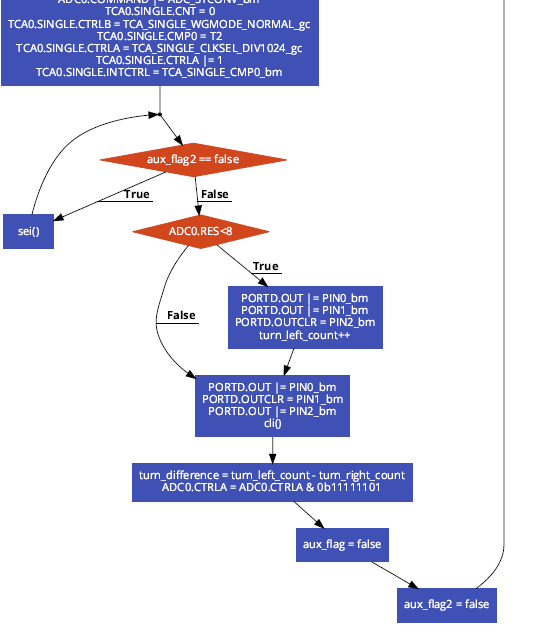 ADC0.COMMAND |= ADC_STCONV_bm
TCA0.SINGLE.CNT = 0
TCA0.SINGLE.CTRLB = TCA_SINGLE_WGMODE_NORMAL_gc
TCA0.SINGLE.CMP0 = T2
TCA0.SINGLE.CTRLA = TCA_SINGLE_CLKSEL_DIV1024_gc
TCA0.SINGLE.CTRLA |= 1
TCA0.SINGLE.INTCTRL = TCA_SINGLE_CMP0_bm
aux_flag2 == false
True
False
sei()
ADC0.RES<8
True
PORTD.OUT |= PIN0_bm
PORTD.OUT |= PIN1_bm
PORTD.OUTCLR = PIN2_bm
turn_left_count++
False
PORTD.OUT |= PIN0_bm
PORTD.OUTCLR = PIN1_bm
PORTD.OUT |= PIN2_bm
cli()
turn_difference = turn_left_count - turn_right_count
ADC0.CTRLA = ADC0.CTRLA & 0b11111101
aux_flag = false
aux_flag2 = false